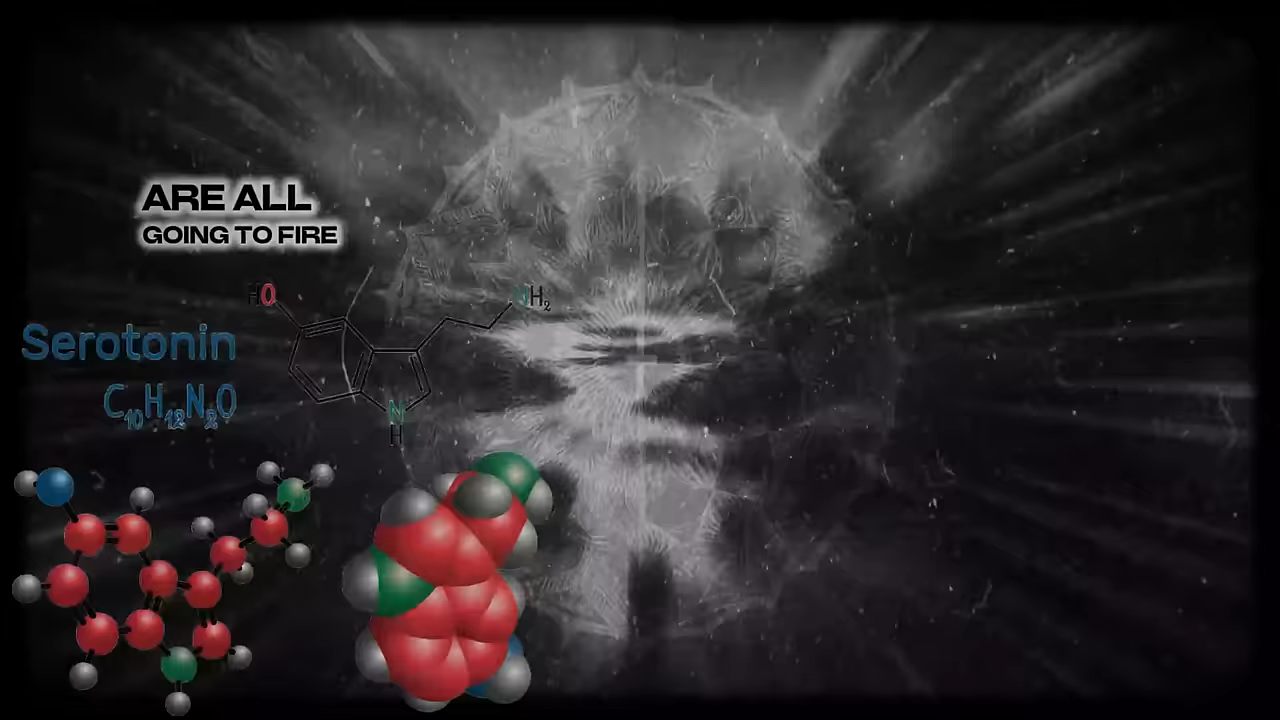 ARE ALL
GOING TO FIRE
HO
NH₂
Serotonin
C₁₀H₁₂N₂O
N
H